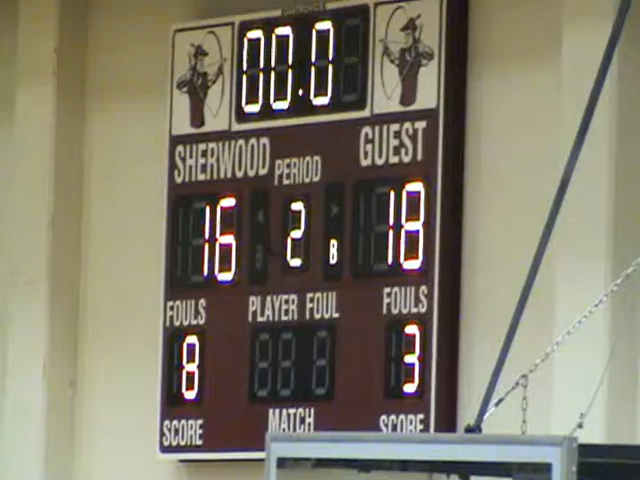 00.0
SHERWOOD PERIOD GUEST
16 2 B 18
FOULS PLAYER FOUL FOULS
8 3
SCORE MATCH SCORE